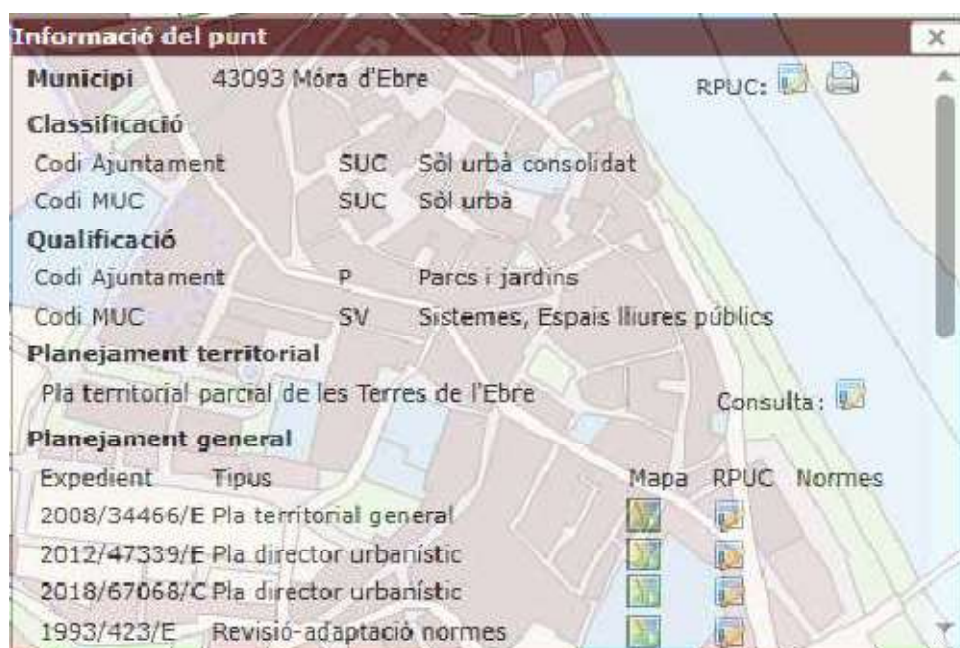 Informació del punt
Municipi 43093 Móra d'Ebre RPUC:
Classificació
Codi Ajuntament SUC Sòl urbà consolidat
Codi MUC SUC Sòl urbà
Qualificació
Codi Ajuntament P Parcs i jardins
Codi MUC SV Sistemes, Espais lliures públics
Planejament territorial
Pla territorial parcial de les Terres de l'Ebre Consulta:
Planejament general
Expedient Tipus Mapa RPUC Normes
2008/34466/E Pla territorial general
2012/47339/E Pla director urbanístic
2018/67068/C Pla director urbanístic
1993/423/E Revisió-adaptació normes